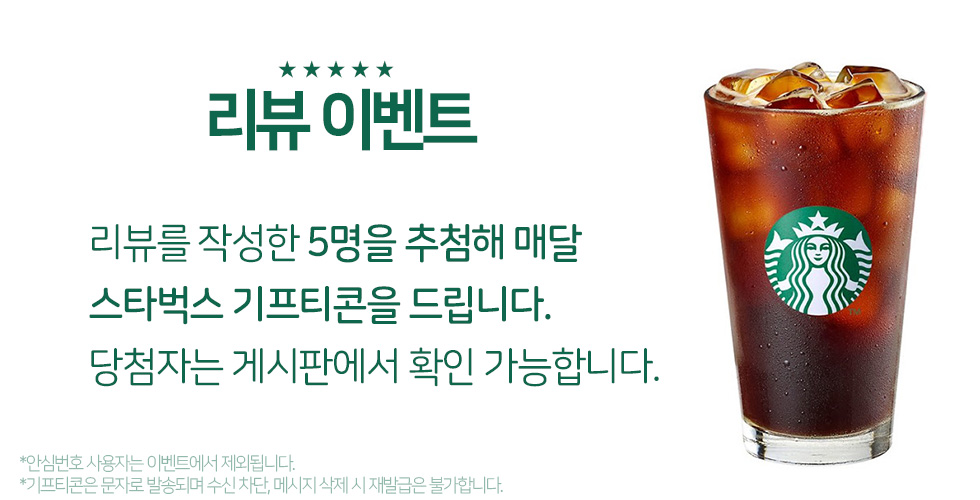 ★★★★★
리뷰 이벤트
리뷰를 작성한 5명을 추첨해 매달
스타벅스 기프티콘을 드립니다.
당첨자는 게시판에서 확인 가능합니다.
*안심번호 사용자는 이벤트에서 제외됩니다.
*기프티콘은 문자로 발송되며 수신 차단, 메시지 삭제 시 재발급은 불가합니다.
TM